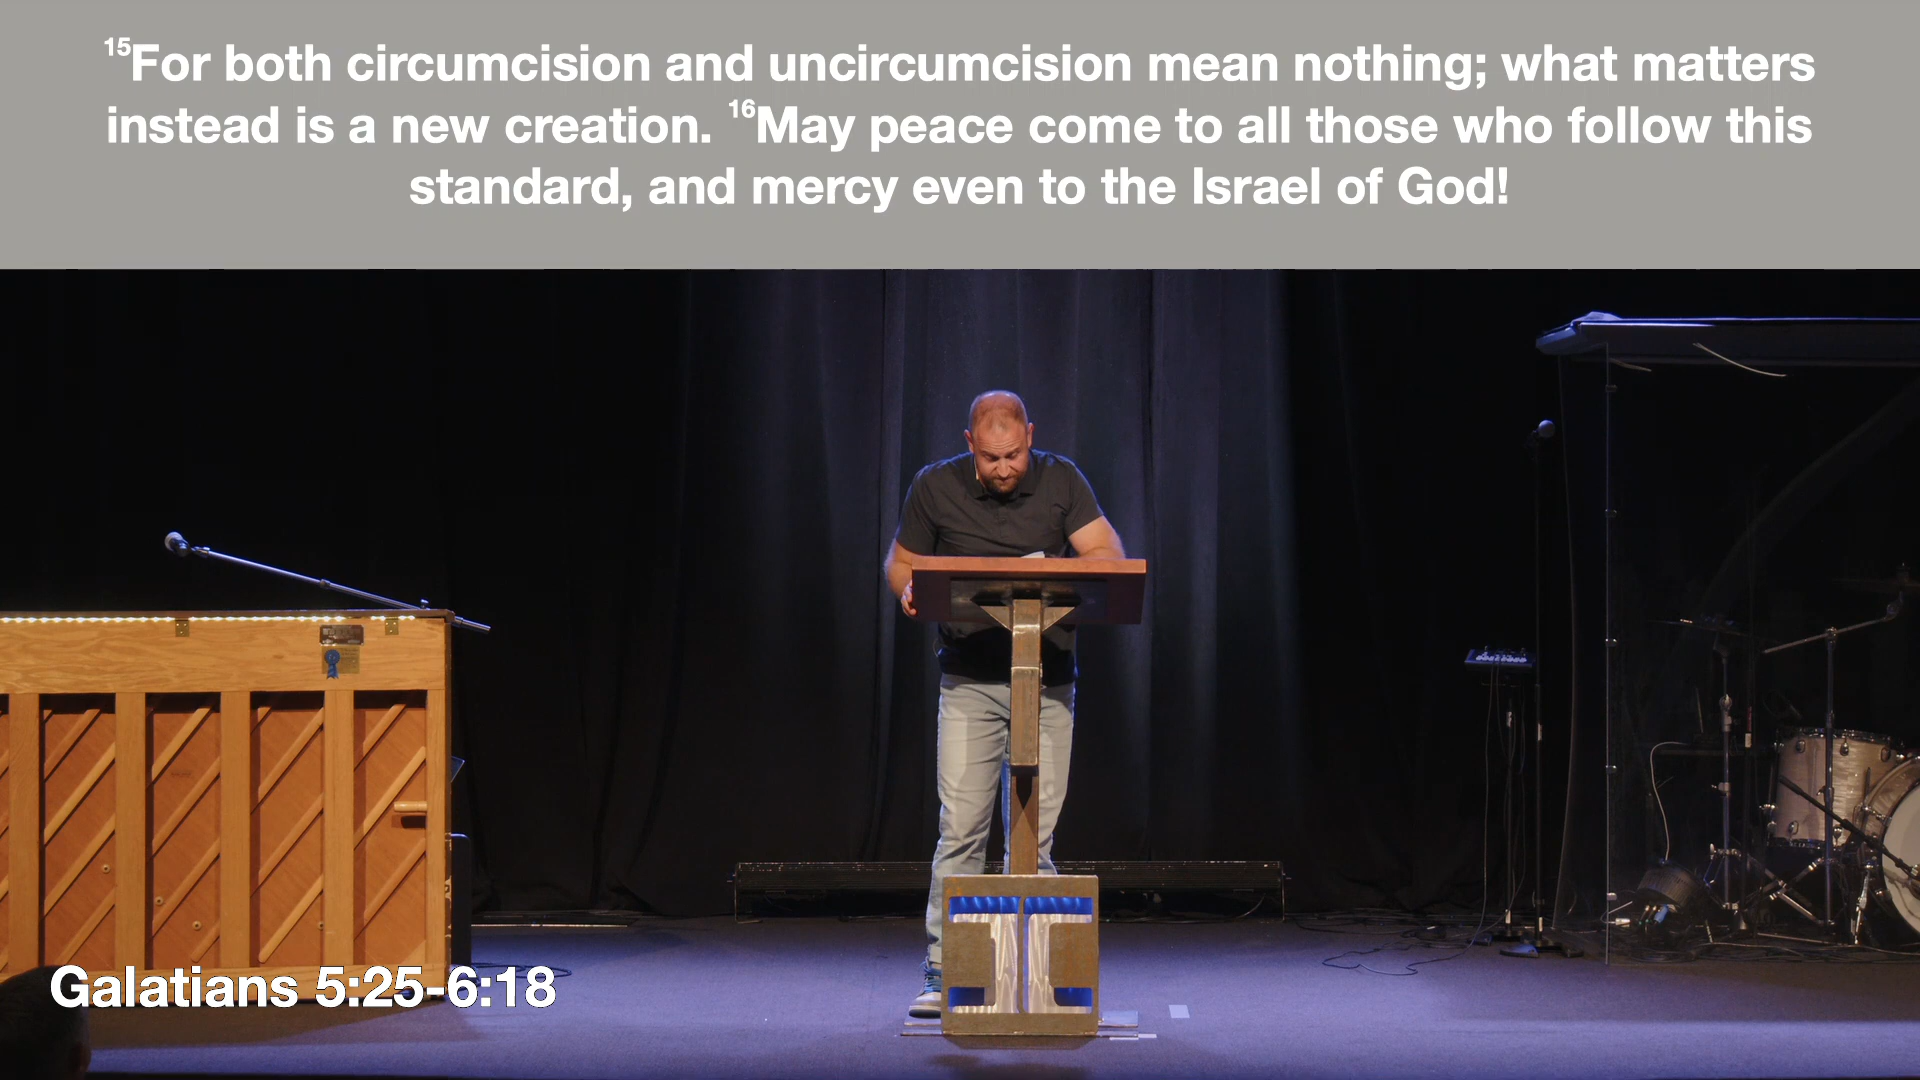 ¹⁵For both circumcision and uncircumcision mean nothing; what matters
instead is a new creation. ¹⁶May peace come to all those who follow this
standard, and mercy even to the Israel of God!
Galatians 5:25-6:18